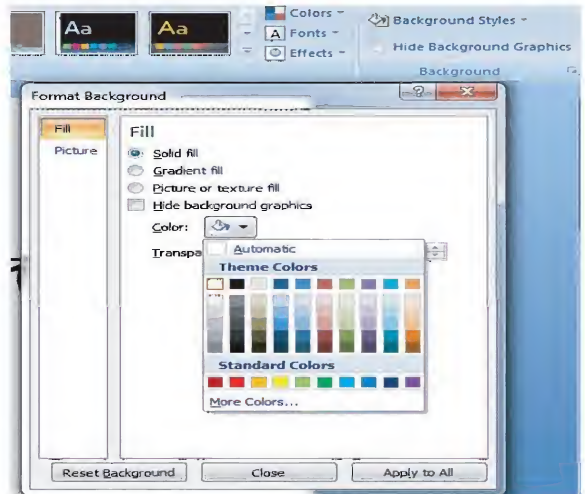 Aa
Aa
Colors
Fonts
Effects
Background Styles
Hide Background Graphics
Background
Format Background
Fill
Picture
Fill
Solid fill
Gradient fill
Picture or texture fill
Hide background graphics
Color:
Transpa
Automatic
Theme Colors
Standard Colors
More Colors...
Reset Background
Close
Apply to All